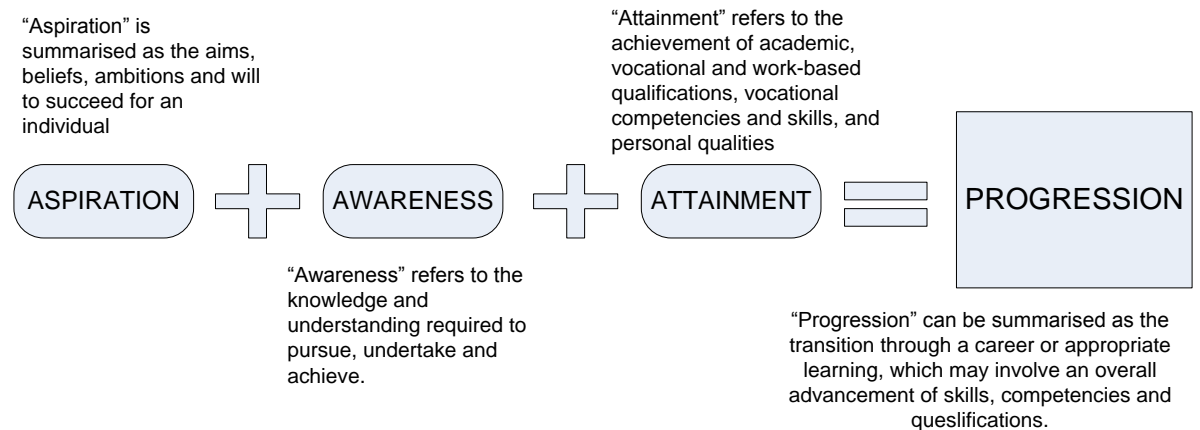 “Aspiration” is
summarised as the aims,
beliefs, ambitions and will
to succeed for an
individual
“Attainment” refers to the
achievement of academic,
vocational and work-based
qualifications, vocational
competencies and skills, and
personal qualities
ASPIRATION
AWARENESS
ATTAINMENT
PROGRESSION
“Awareness” refers to the
knowledge and
understanding required to
pursue, undertake and
achieve.
“Progression” can be summarised as the
transition through a career or appropriate
learning, which may involve an overall
advancement of skills, competencies and
queslifications.